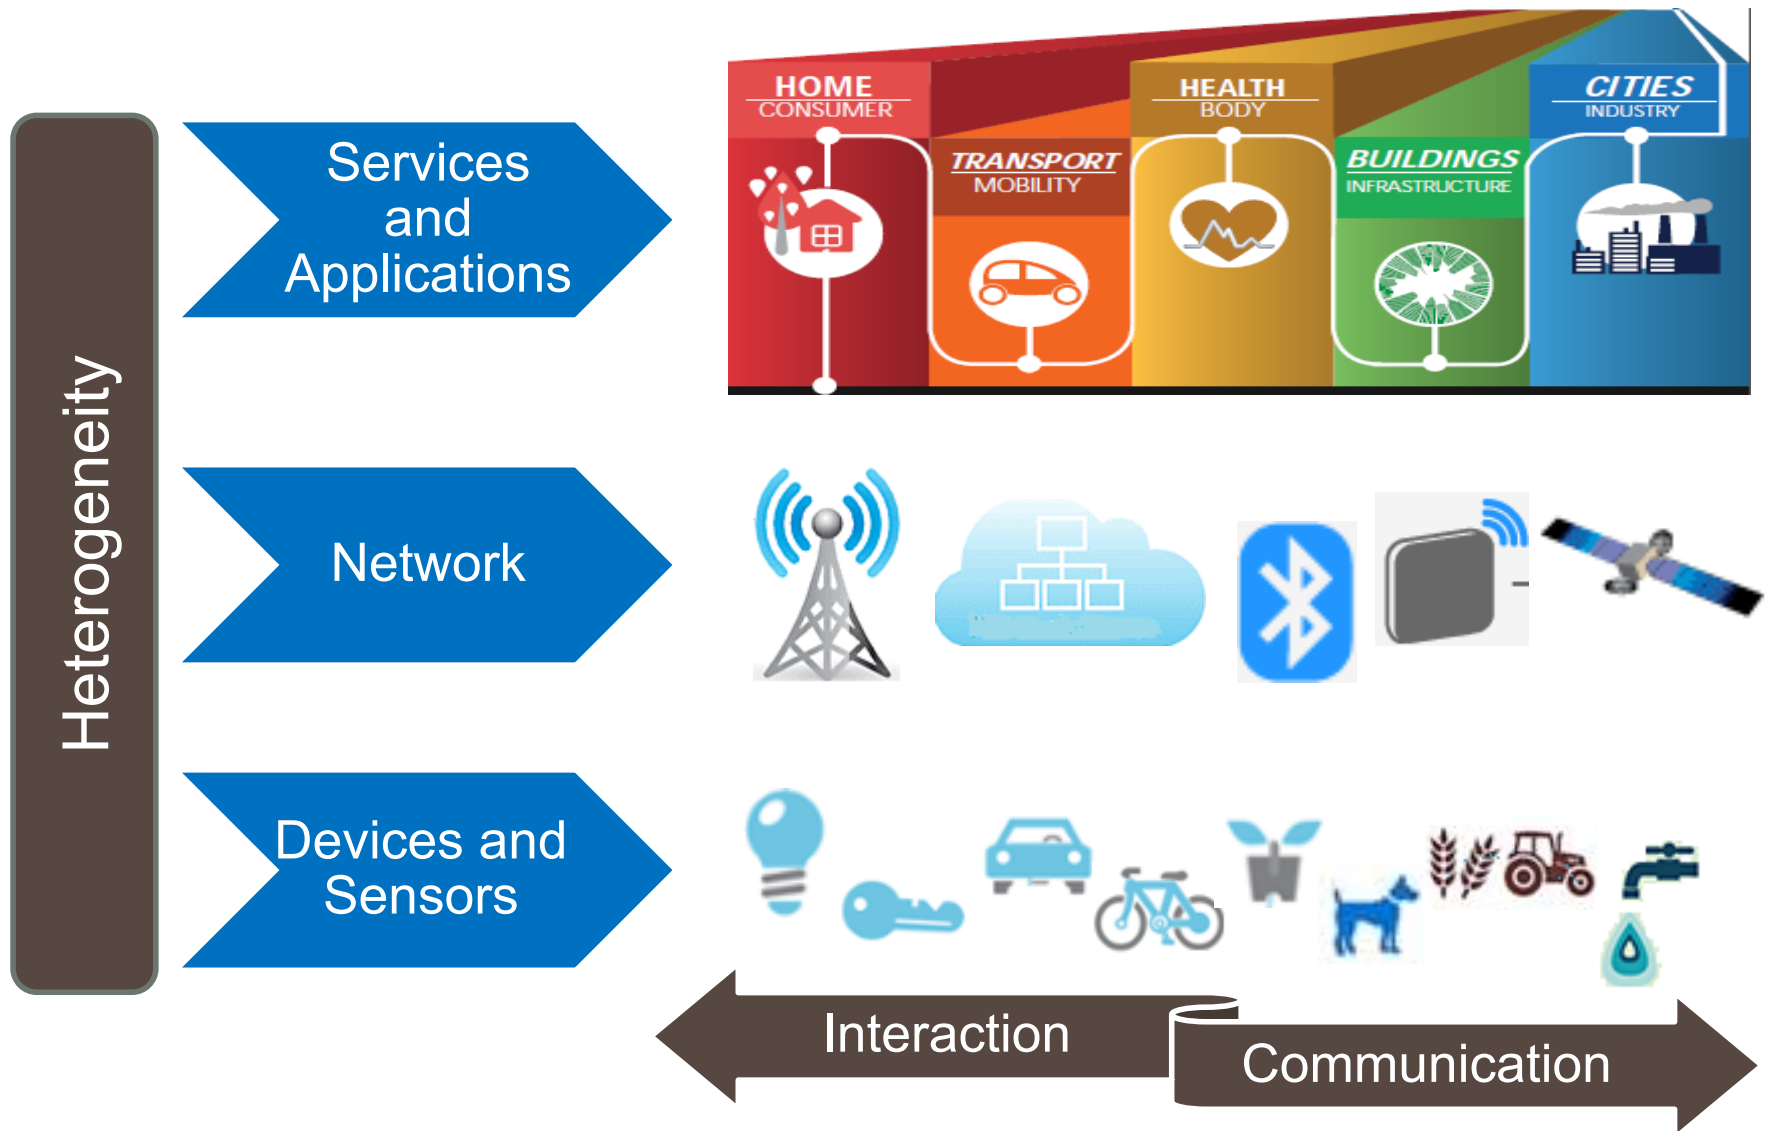 Heterogeneity
Services
and
Applications
HOME
CONSUMER
TRANSPORT
MOBILITY
HEALTH
BODY
BUILDINGS
INFRASTRUCTURE
CITIES
INDUSTRY
Network
Devices and
Sensors
Interaction
Communication